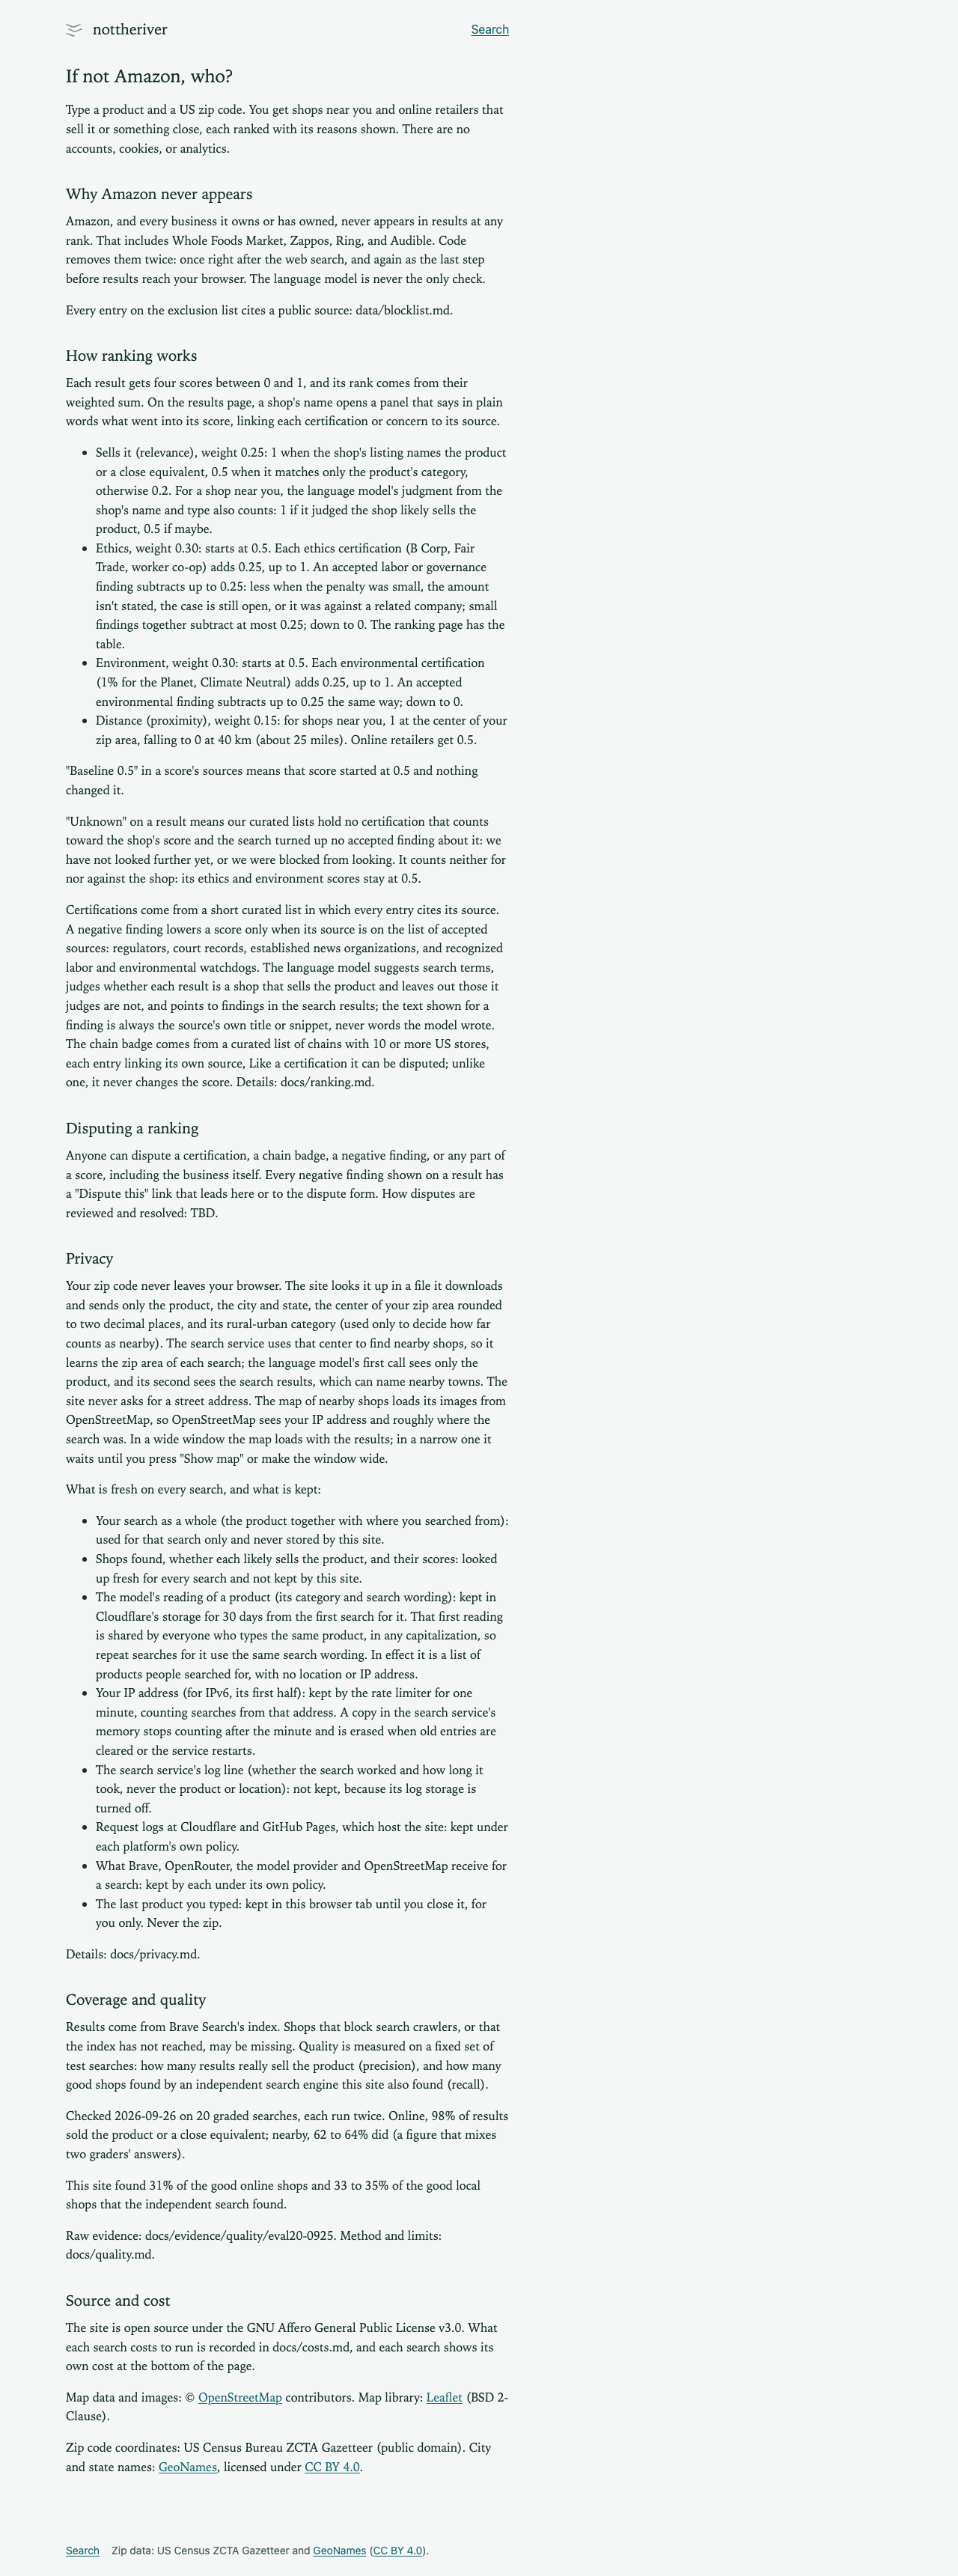 nottheriver
Search
If not Amazon, who?
Type a product and a US zip code. You get shops near you and online retailers that
sell it or something close, each ranked with its reasons shown. There are no
accounts, cookies, or analytics.
Why Amazon never appears
Amazon, and every business it owns or has owned, never appears in results at any
rank. That includes Whole Foods Market, Zappos, Ring, and Audible. Code
removes them twice: once right after the web search, and again as the last step
before results reach your browser. The language model is never the only check.
Every entry on the exclusion list cites a public source: data/blocklist.md.
How ranking works
Each result gets four scores between 0 and 1, and its rank comes from their
weighted sum. On the results page, a shop's name opens a panel that says in plain
words what went into its score, linking each certification or concern to its source.
• Sells it (relevance), weight 0.25: 1 when the shop's listing names the product
or a close equivalent, 0.5 when it matches only the product's category,
otherwise 0.2. For a shop near you, the language model's judgment from the
shop's name and type also counts: 1 if it judged the shop likely sells the
product, 0.5 if maybe.
• Ethics, weight 0.30: starts at 0.5. Each ethics certification (B Corp, Fair
Trade, worker co-op) adds 0.25, up to 1. An accepted labor or governance
finding subtracts up to 0.25: less when the penalty was small, the amount
isn't stated, the case is still open, or it was against a related company; small
findings together subtract at most 0.25; down to 0. The ranking page has the
table.
• Environment, weight 0.30: starts at 0.5. Each environmental certification
(1% for the Planet, Climate Neutral) adds 0.25, up to 1. An accepted
environmental finding subtracts up to 0.25 the same way; down to 0.
• Distance (proximity), weight 0.15: for shops near you, 1 at the center of your
zip area, falling to 0 at 40 km (about 25 miles). Online retailers get 0.5.
"Baseline 0.5" in a score's sources means that score started at 0.5 and nothing
changed it.
"Unknown" on a result means our curated lists hold no certification that counts
toward the shop's score and the search turned up no accepted finding about it: we
have not looked further yet, or we were blocked from looking. It counts neither for
nor against the shop: its ethics and environment scores stay at 0.5.
Certifications come from a short curated list in which every entry cites its source.
A negative finding lowers a score only when its source is on the list of accepted
sources: regulators, court records, established news organizations, and recognized
labor and environmental watchdogs. The language model suggests search terms,
judges whether each result is a shop that sells the product and leaves out those it
judges are not, and points to findings in the search results; the text shown for a
finding is always the source's own title or snippet, never words the model wrote.
The chain badge comes from a curated list of chains with 10 or more US stores,
each entry linking its own source, Like a certification it can be disputed; unlike
one, it never changes the score. Details: docs/ranking.md.
Disputing a ranking
Anyone can dispute a certification, a chain badge, a negative finding, or any part of
a score, including the business itself. Every negative finding shown on a result has
a "Dispute this" link that leads here or to the dispute form. How disputes are
reviewed and resolved: TBD.
Privacy
Your zip code never leaves your browser. The site looks it up in a file it downloads
and sends only the product, the city and state, the center of your zip area rounded
to two decimal places, and its rural-urban category (used only to decide how far
counts as nearby). The search service uses that center to find nearby shops, so it
learns the zip area of each search; the language model's first call sees only the
product, and its second sees the search results, which can name nearby towns. The
site never asks for a street address. The map of nearby shops loads its images from
OpenStreetMap, so OpenStreetMap sees your IP address and roughly where the
search was. In a wide window the map loads with the results; in a narrow one it
waits until you press "Show map" or make the window wide.
What is fresh on every search, and what is kept:
• Your search as a whole (the product together with where you searched from):
used for that search only and never stored by this site.
• Shops found, whether each likely sells the product, and their scores: looked
up fresh for every search and not kept by this site.
• The model's reading of a product (its category and search wording): kept in
Cloudflare's storage for 30 days from the first search for it. That first reading
is shared by everyone who types the same product, in any capitalization, so
repeat searches for it use the same search wording. In effect it is a list of
products people searched for, with no location or IP address.
• Your IP address (for IPv6, its first half): kept by the rate limiter for one
minute, counting searches from that address. A copy in the search service's
memory stops counting after the minute and is erased when old entries are
cleared or the service restarts.
• The search service's log line (whether the search worked and how long it
took, never the product or location): not kept, because its log storage is
turned off.
• Request logs at Cloudflare and GitHub Pages, which host the site: kept under
each platform's own policy.
• What Brave, OpenRouter, the model provider and OpenStreetMap receive for
a search: kept by each under its own policy.
• The last product you typed: kept in this browser tab until you close it, for
you only. Never the zip.
Details: docs/privacy.md.
Coverage and quality
Results come from Brave Search's index. Shops that block search crawlers, or that
the index has not reached, may be missing. Quality is measured on a fixed set of
test searches: how many results really sell the product (precision), and how many
good shops found by an independent search engine this site also found (recall).
Checked 2026-09-26 on 20 graded searches, each run twice. Online, 98% of results
sold the product or a close equivalent; nearby, 62 to 64% did (a figure that mixes
two graders' answers).
This site found 31% of the good online shops and 33 to 35% of the good local
shops that the independent search found.
Raw evidence: docs/evidence/quality/eval20-0925. Method and limits:
docs/quality.md.
Source and cost
The site is open source under the GNU Affero General Public License v3.0. What
each search costs to run is recorded in docs/costs.md, and each search shows its
own cost at the bottom of the page.
Map data and images: © OpenStreetMap contributors. Map library: Leaflet (BSD 2-
Clause).
Zip code coordinates: US Census Bureau ZCTA Gazetteer (public domain). City
and state names: GeoNames, licensed under CC BY 4.0.
Search Zip data: US Census ZCTA Gazetteer and GeoNames (CC BY 4.0).